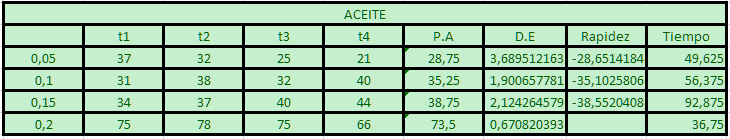 ACEITE
t1 t2 t3 t4 P.A D.E Rapidez Tiempo
0,05 37 32 25 21 28,75 3,689512163 -28,6514184 49,625
0,1 31 38 32 40 35,25 1,900657781 -35,1025806 56,375
0,15 34 37 40 44 38,75 2,124264579 -38,5520408 92,875
0,2 75 78 75 66 73,5 0,670820393 36,75